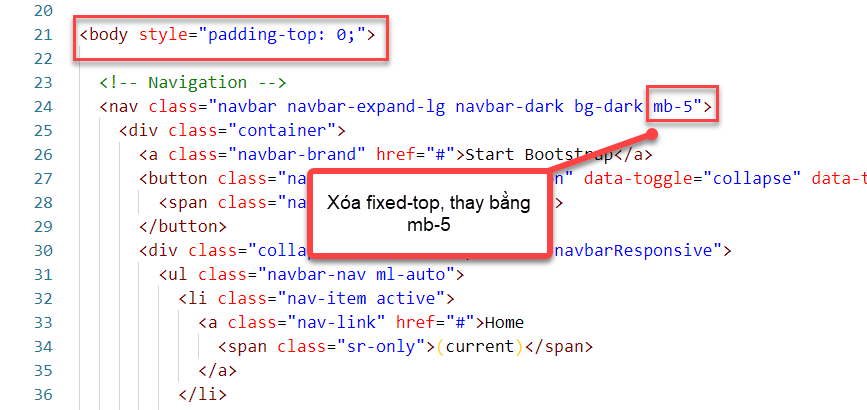 20
21 <body style="padding-top: 0;">
22
23 <!-- Navigation -->
24 <nav class="navbar navbar-expand-lg navbar-dark bg-dark mb-5">
25 <div class="container">
26 <a class="navbar-brand" href="#">Start Bootstrap</a>
27 <button class="na on" data-toggle="collapse" data-t
28 <span class="na >
29 </button>
30 <div class="colla navbarResponsive">
31 <ul class="navbar-nav ml-auto">
32 <li class="nav-item active">
33 <a class="nav-link" href="#">Home
34 <span class="sr-only">(current)</span>
35 </a>
36 </li>
Xóa fixed-top, thay bằng
mb-5